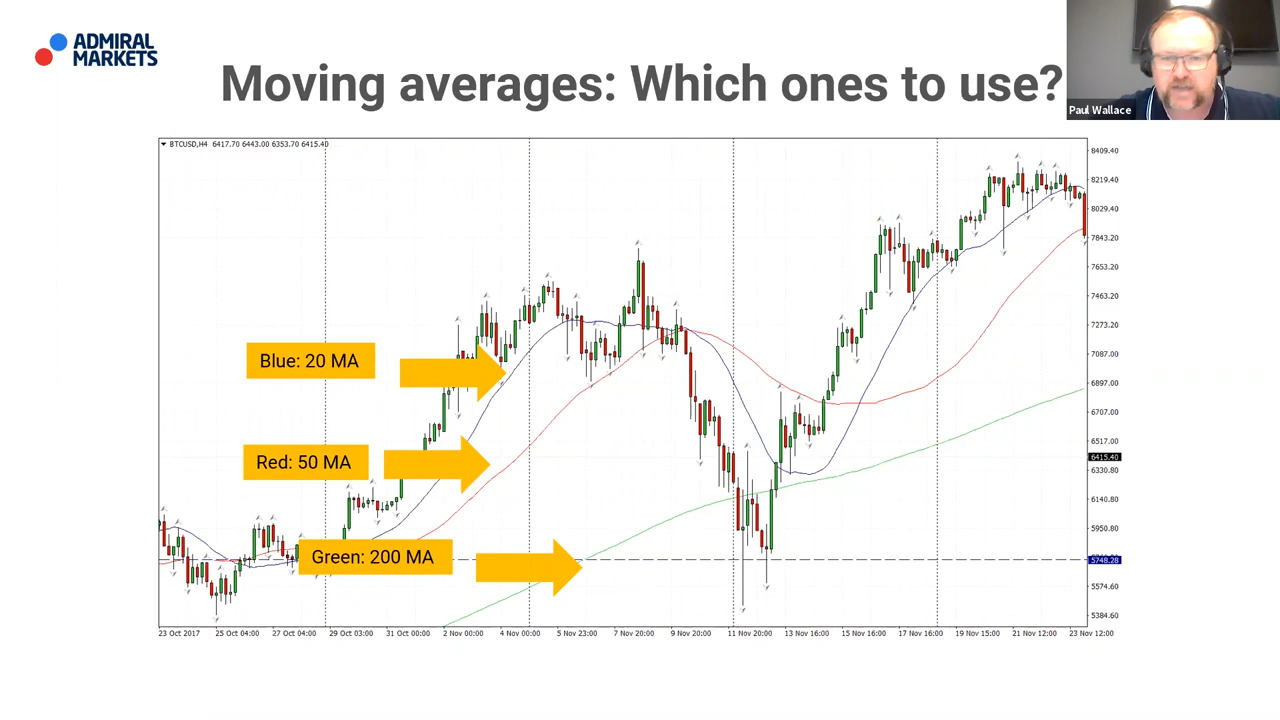 ADMIRAL
MARKETS
Moving averages: Which ones to use?
Paul Wallace
BTCUSD,H4 6417.70 6443.00 6353.70 6415.40
8409.40
8219.40
8029.40
7843.20
7653.20
7463.20
7273.20
7087.00
6897.00
6707.00
6517.00
6415.40
6330.80
6140.80
5950.80
5748.28
5574.60
5384.60
Blue: 20 MA
Red: 50 MA
Green: 200 MA
23 Oct 2017 25 Oct 04:00 27 Oct 04:00 29 Oct 03:00 31 Oct 00:00 2 Nov 00:00 4 Nov 00:00 5 Nov 23:00 7 Nov 20:00 9 Nov 20:00 11 Nov 20:00 13 Nov 16:00 15 Nov 16:00 17 Nov 16:00 19 Nov 15:00 21 Nov 12:00 23 Nov 12:00